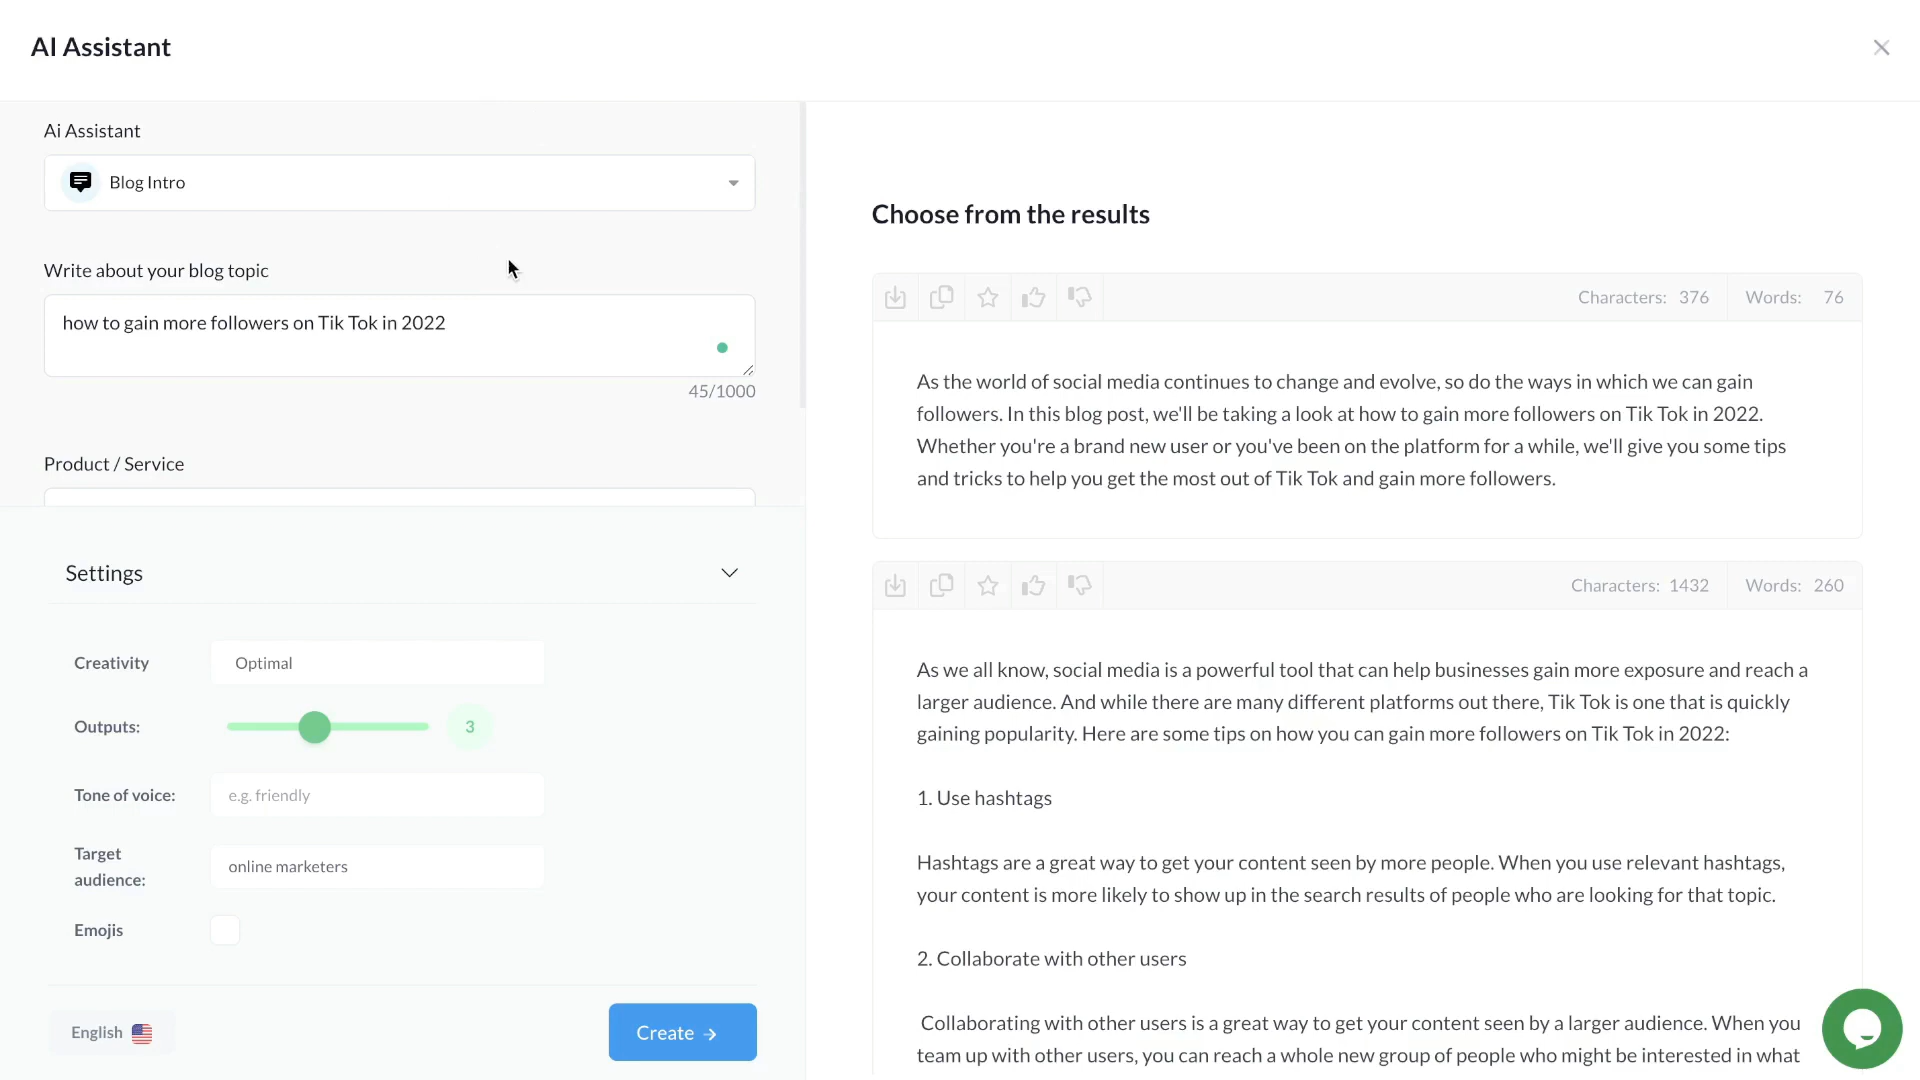 AI Assistant
Ai Assistant
Blog Intro
Write about your blog topic
how to gain more followers on Tik Tok in 2022
45/1000
Product / Service
Settings
Creativity
Optimal
Outputs:
3
Tone of voice:
e.g. friendly
Target
audience:
online marketers
Emojis
English
Create →
Choose from the results
Characters: 376
Words: 76
As the world of social media continues to change and evolve, so do the ways in which we can gain
followers. In this blog post, we'll be taking a look at how to gain more followers on Tik Tok in 2022.
Whether you're a brand new user or you've been on the platform for a while, we'll give you some tips
and tricks to help you get the most out of Tik Tok and gain more followers.
Characters: 1432
Words: 260
As we all know, social media is a powerful tool that can help businesses gain more exposure and reach a
larger audience. And while there are many different platforms out there, Tik Tok is one that is quickly
gaining popularity. Here are some tips on how you can gain more followers on Tik Tok in 2022:
1. Use hashtags
Hashtags are a great way to get your content seen by more people. When you use relevant hashtags,
your content is more likely to show up in the search results of people who are looking for that topic.
2. Collaborate with other users
Collaborating with other users is a great way to get your content seen by a larger audience. When you
team up with other users, you can reach a whole new group of people who might be interested in what